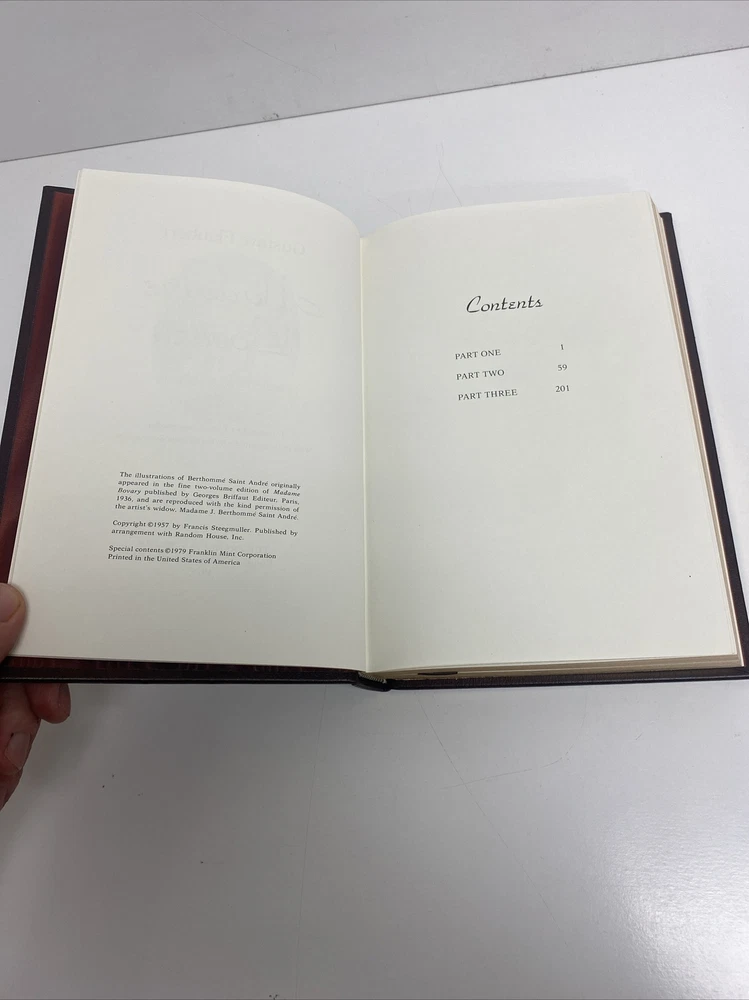 The illustrations of Berthommé Saint André originally
appeared in the fine two-volume edition of Madame
Bovary published by Georges Briffaut Editeur, Paris,
1936, and are reproduced with the kind permission of
the artist's widow, Madame J. Berthommé Saint André.
Copyright ©1957 by Francis Steegmuller. Published by
arrangement with Random House, Inc.
Special contents ©1979 Franklin Mint Corporation
Printed in the United States of America
Contents
PART ONE 1
PART TWO 59
PART THREE 201